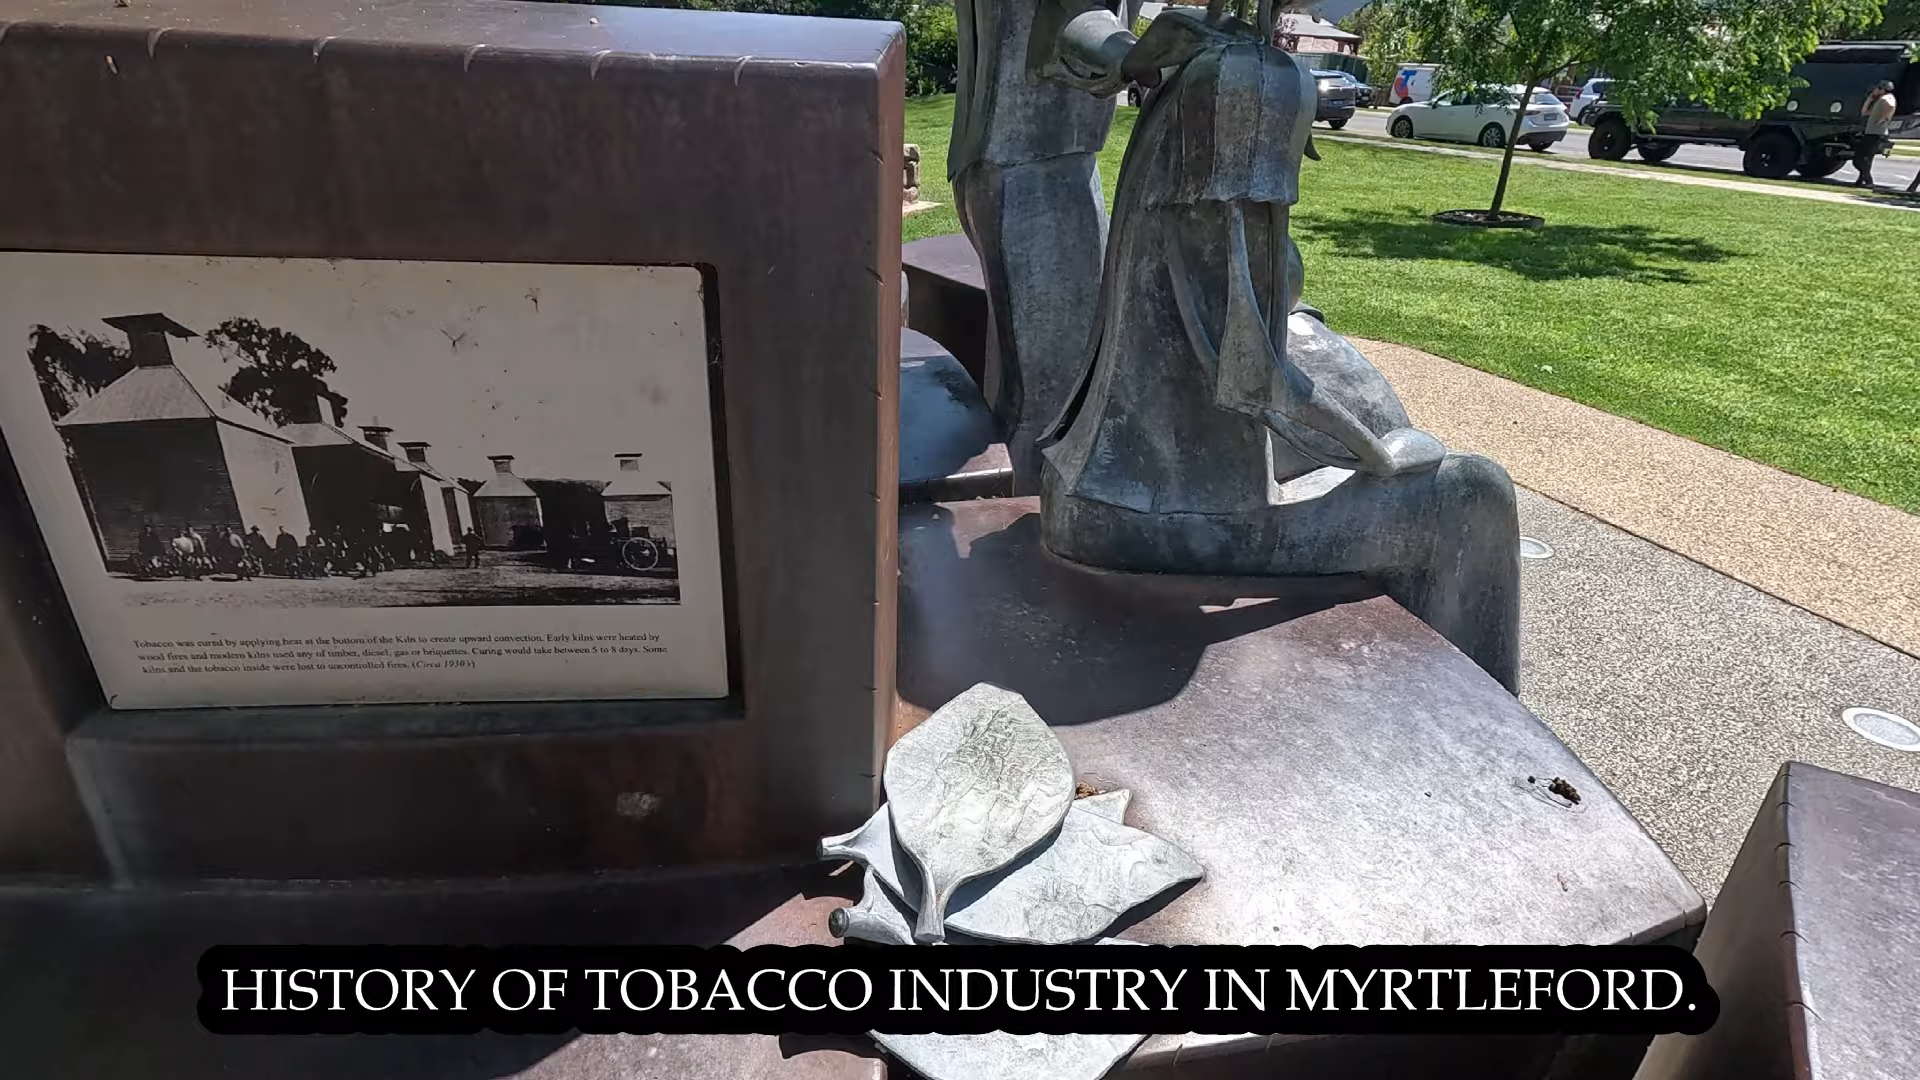 Tobacco was cured by applying heat at the bottom of the Kiln to create upward convection. Early kilns were heated by
wood fires and modern kilns used any of timber, diesel, gas or briquettes. Curing would take between 5 to 8 days. Some
kilns and the tobacco inside were lost to uncontrolled fires. (Circa 1930's)
HISTORY OF TOBACCO INDUSTRY IN MYRTLEFORD.